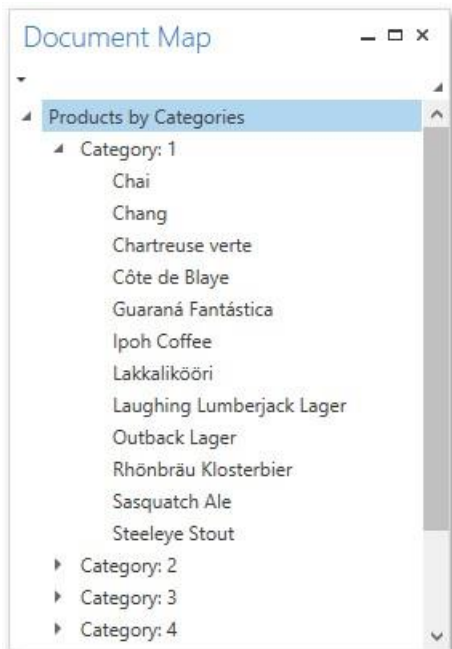 Document Map
Products by Categories
Category: 1
Chai
Chang
Chartreuse verte
Côte de Blaye
Guaraná Fantástica
Ipoh Coffee
Lakkalikööri
Laughing Lumberjack Lager
Outback Lager
Rhönbräu Klosterbier
Sasquatch Ale
Steeleye Stout
Category: 2
Category: 3
Category: 4